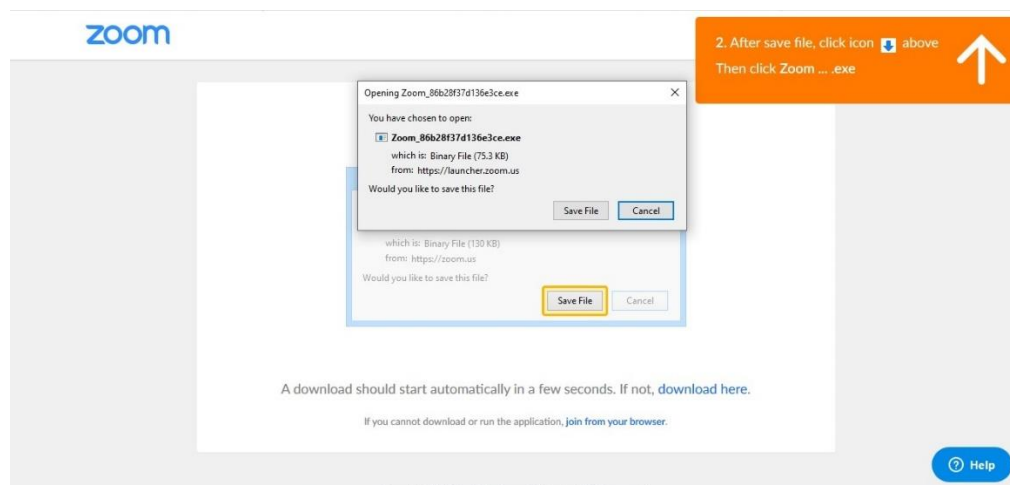 zoom
2. After save file, click icon above
Then click Zoom ... .exe
Opening Zoom_86b28f37d136e3ce.exe
You have chosen to open:
Zoom_86b28f37d136e3ce.exe
which is: Binary File (75.3 KB)
from: https://launcher.zoom.us
Would you like to save this file?
Save File Cancel
which is: Binary File (130 KB)
from: https://zoom.us
Would you like to save this file?
Save File Cancel
A download should start automatically in a few seconds. If not, download here.
If you cannot download or run the application, join from your browser.
Help